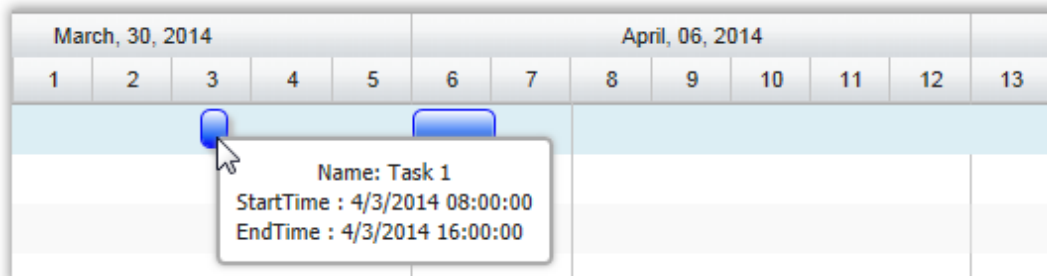 March, 30, 2014 April, 06, 2014
1 2 3 4 5 6 7 8 9 10 11 12 13
Name: Task 1
StartTime : 4/3/2014 08:00:00
EndTime : 4/3/2014 16:00:00